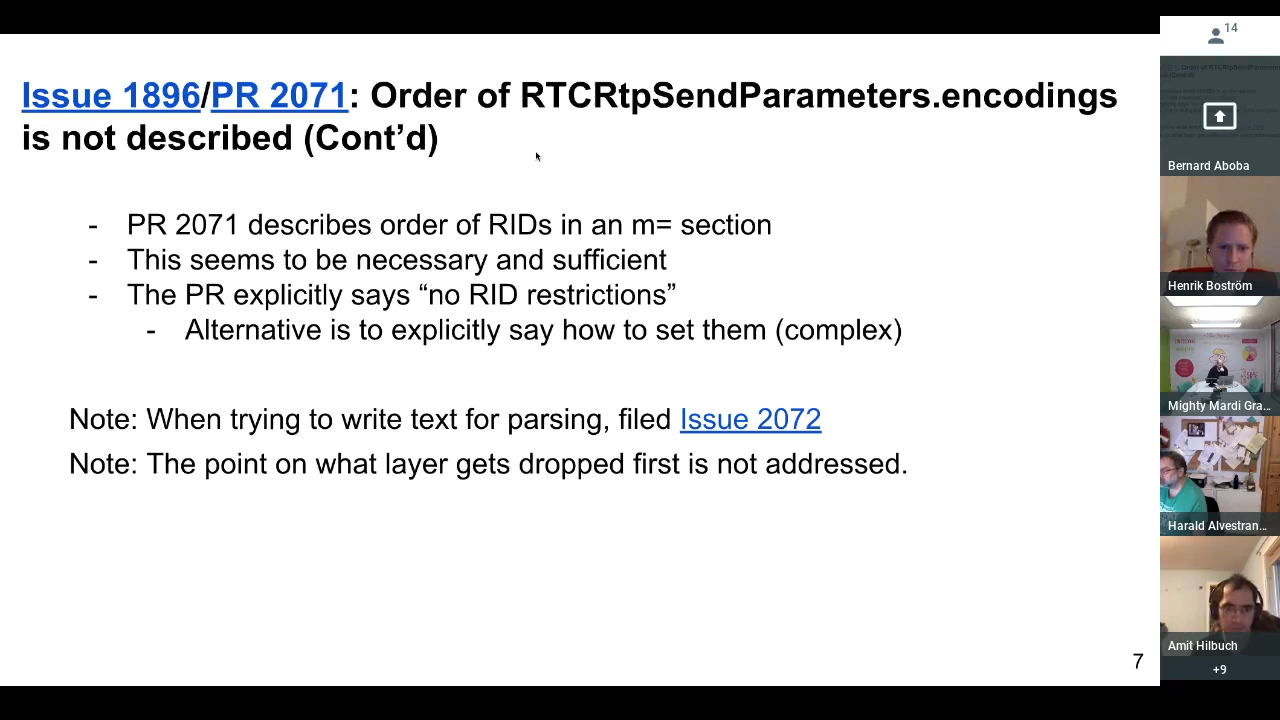 Issue 1896/PR 2071: Order of RTCRtpSendParameters.encodings
is not described (Cont’d)
- PR 2071 describes order of RIDs in an m= section
- This seems to be necessary and sufficient
- The PR explicitly says “no RID restrictions”
- Alternative is to explicitly say how to set them (complex)
Note: When trying to write text for parsing, filed Issue 2072
Note: The point on what layer gets dropped first is not addressed.
7
14
Bernard Aboba
Henrik Boström
Mighty Mardi Gra...
Harald Alvestran...
Amit Hilbuch
+9